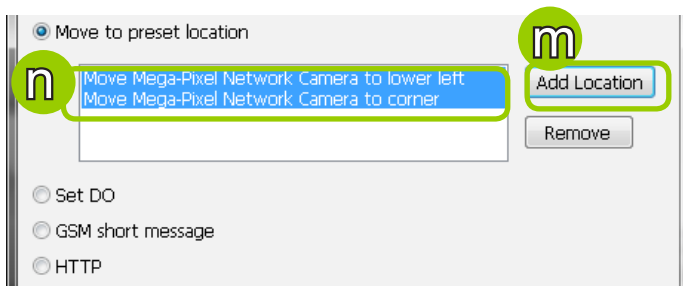 Move to preset location
m
n
Move Mega-Pixel Network Camera to lower left
Add Location
Move Mega-Pixel Network Camera to corner
Remove
Set DO
GSM short message
HTTP